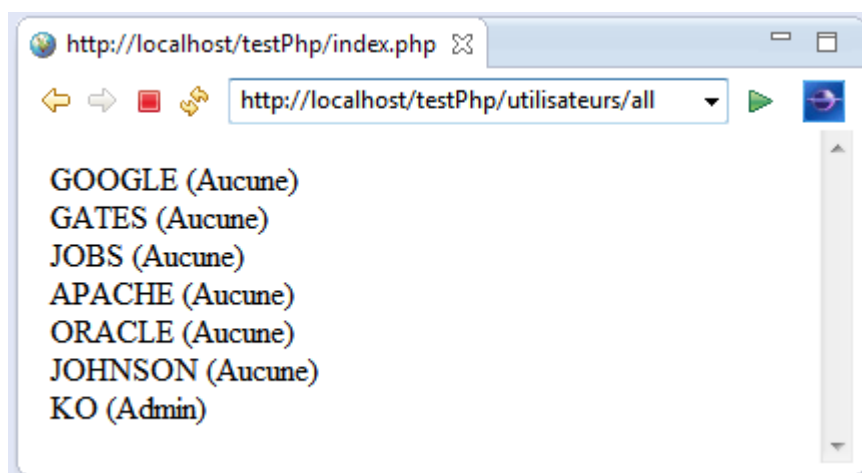 http://localhost/testPhp/index.php
http://localhost/testPhp/utilisateurs/all
GOOGLE (Aucune)
GATES (Aucune)
JOBS (Aucune)
APACHE (Aucune)
ORACLE (Aucune)
JOHNSON (Aucune)
KO (Admin)